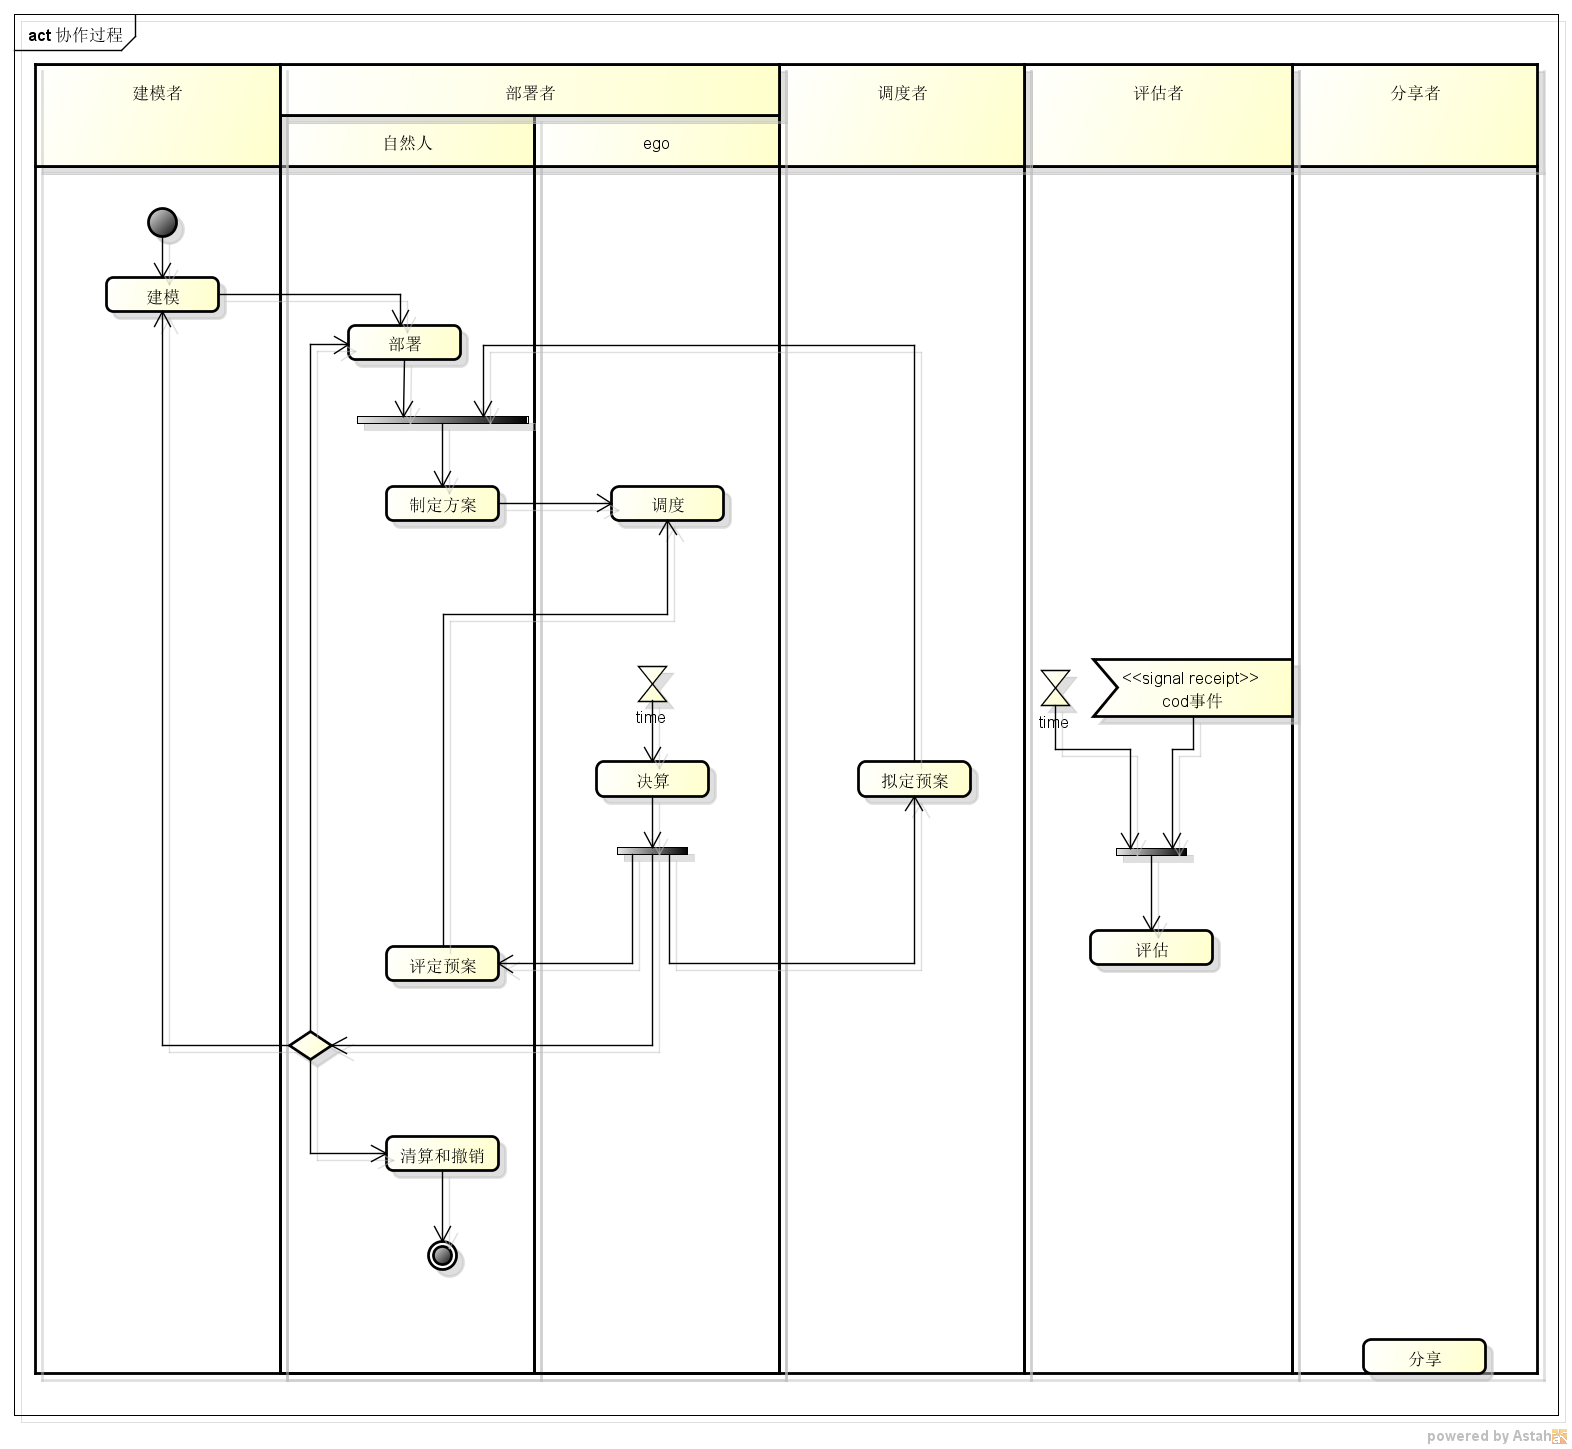 act 协作过程
建模者
部署者
调度者
评估者
分享者
自然人
ego
建模
部署
制定方案
调度
<<signal receipt>>
cod事件
time
time
决算
拟定预案
评定预案
评估
清算和撤销
分享
powered by Astah